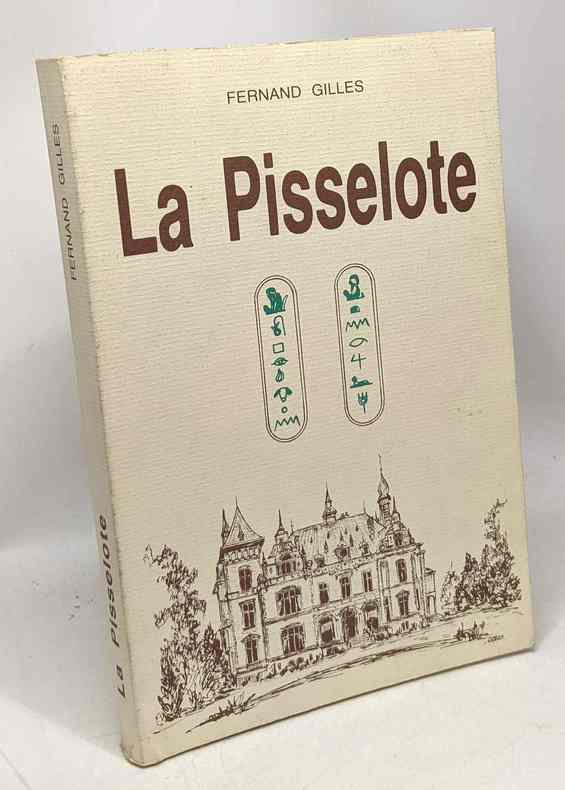 FERNAND GILLES
La Pisselote
FERNAND GILLES
La Pisselote